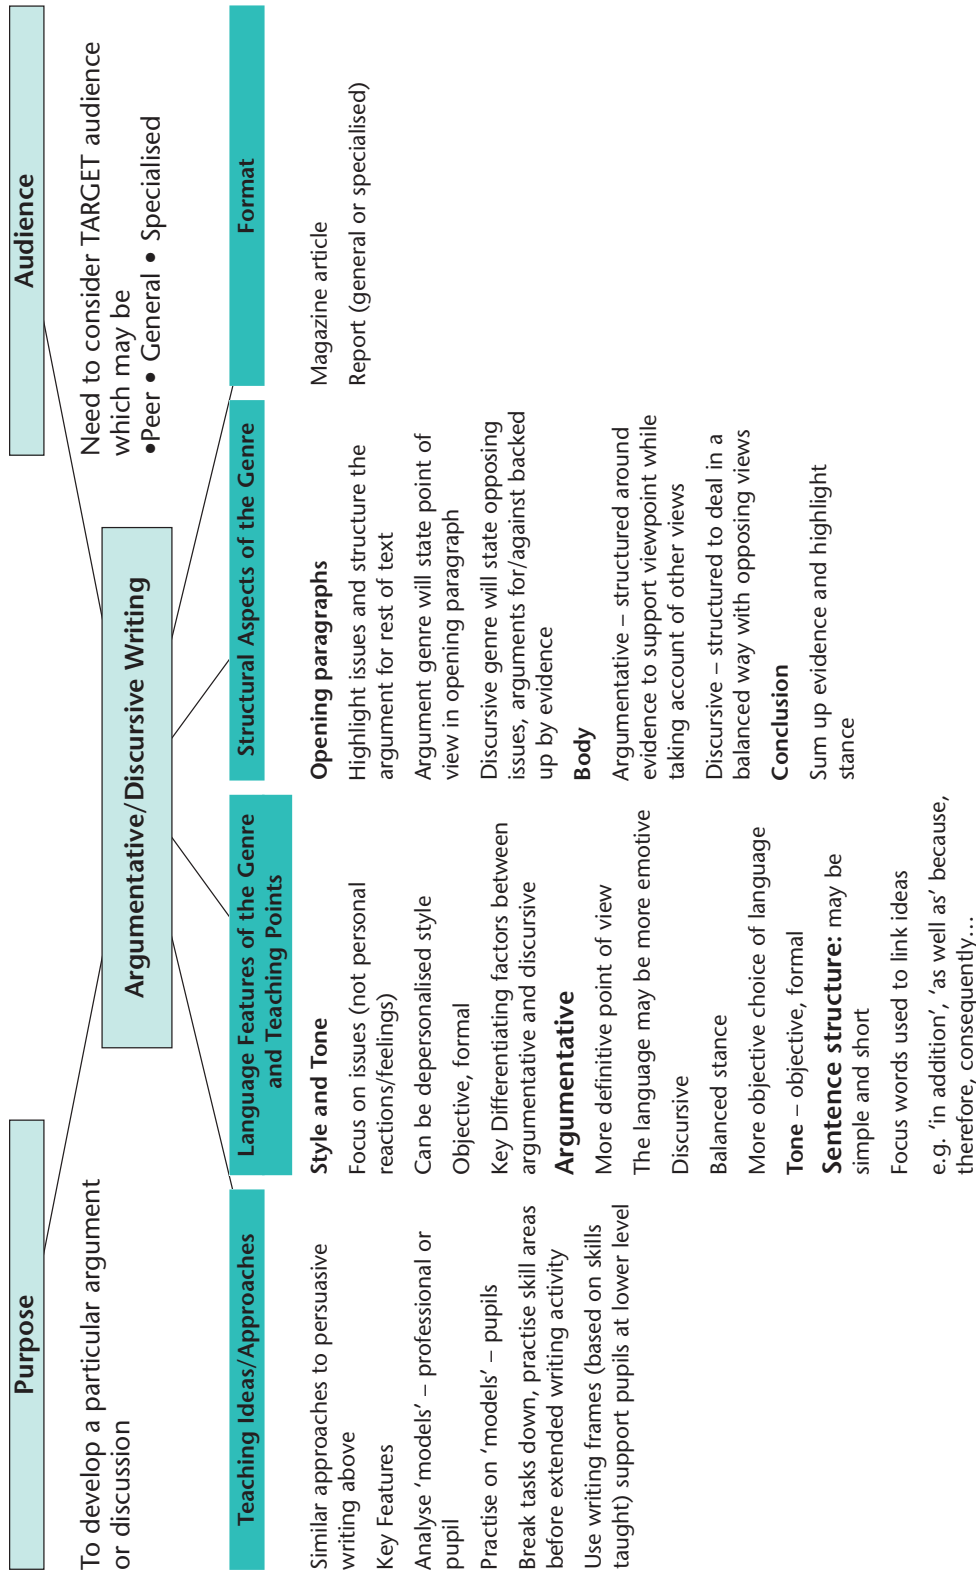 Purpose
To develop a particular argument
or discussion
Argumentative/Discursive Writing
Audience
Need to consider TARGET audience
which may be
•Peer • General • Specialised
Teaching Ideas/Approaches
Similar approaches to persuasive
writing above
Key Features
Analyse ‘models’ – professional or
pupil
Practise on ‘models’ – pupils
Break tasks down, practise skill areas
before extended writing activity
Use writing frames (based on skills
taught) support pupils at lower level
Language Features of the Genre
and Teaching Points
Style and Tone
Focus on issues (not personal
reactions/feelings)
Can be depersonalised style
Objective, formal
Key Differentiating factors between
argumentative and discursive
Argumentative
More definitive point of view
The language may be more emotive
Discursive
Balanced stance
More objective choice of language
Tone – objective, formal
Sentence structure: may be
simple and short
Focus words used to link ideas
e.g. ‘in addition’, ‘as well as’ because,
therefore, consequently…
Structural Aspects of the Genre
Opening paragraphs
Highlight issues and structure the
argument for rest of text
Argument genre will state point of
view in opening paragraph
Discursive genre will state opposing
issues, arguments for/against backed
up by evidence
Body
Argumentative – structured around
evidence to support viewpoint while
taking account of other views
Discursive – structured to deal in a
balanced way with opposing views
Conclusion
Sum up evidence and highlight
stance
Format
Magazine article
Report (general or specialised)